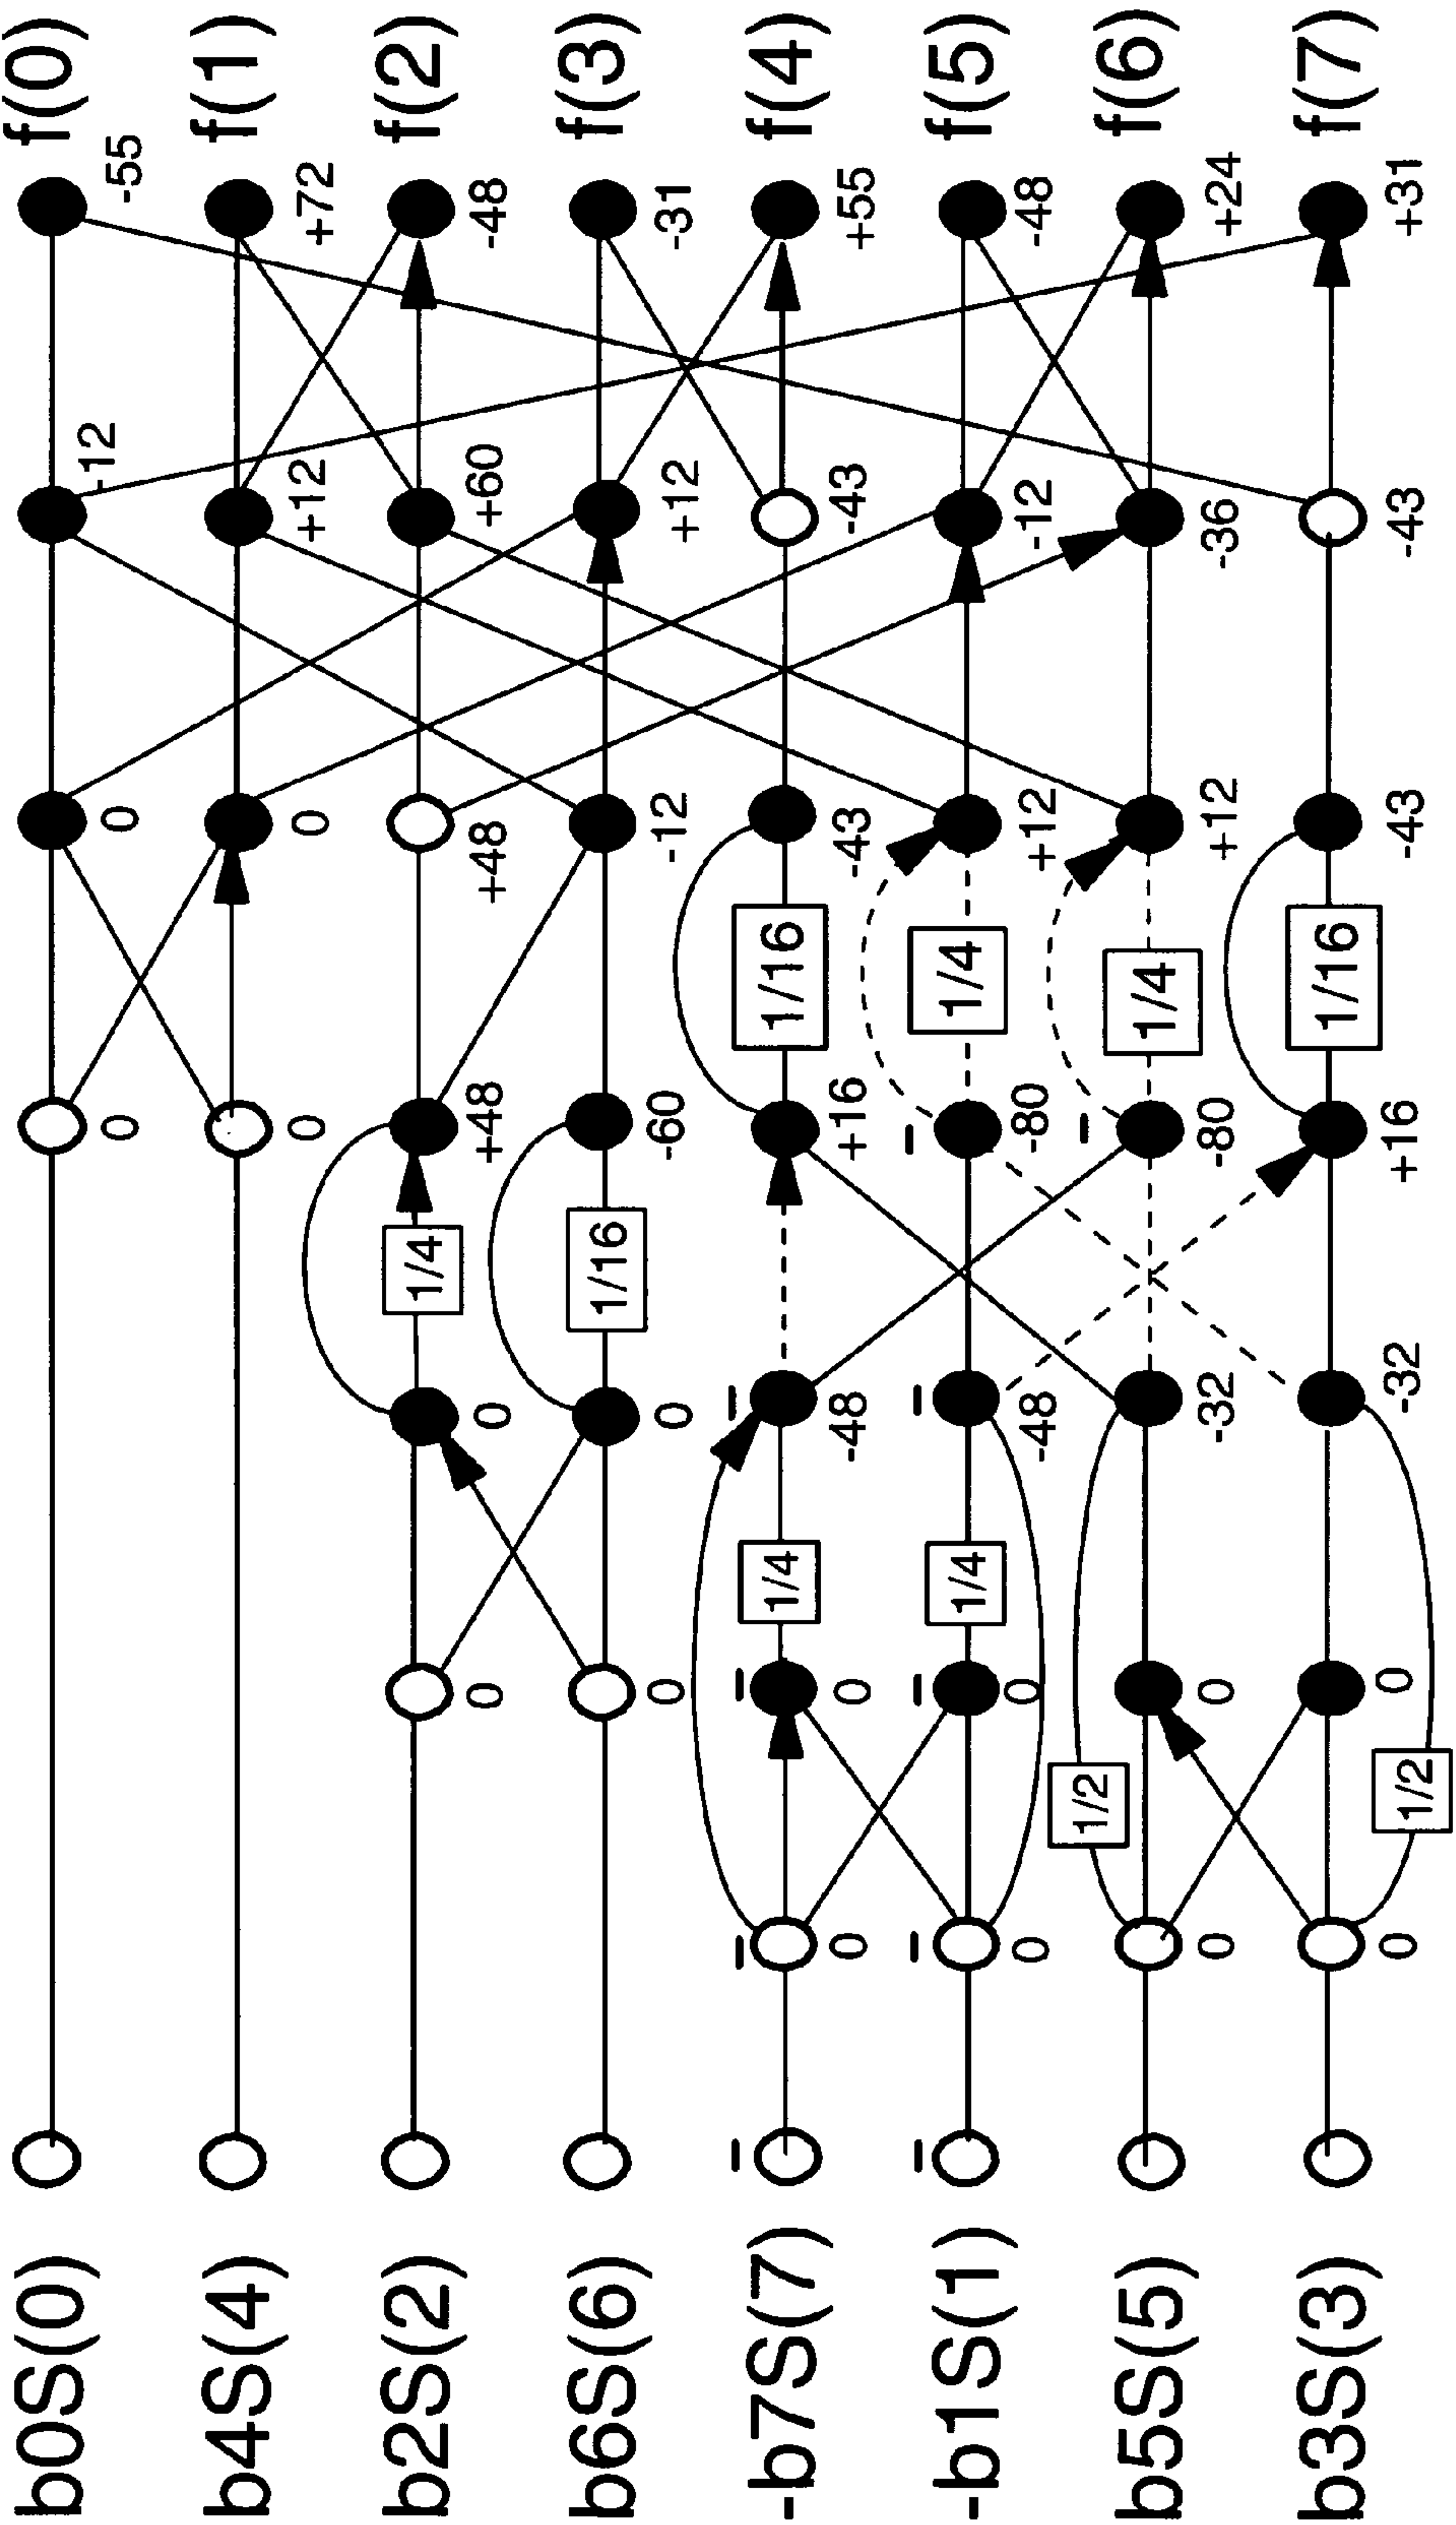 b0S(0) f(0)
0 0 +12 -55
b4S(4) f(1)
0 0 +12 +72
b2S(2) 1/4 f(2)
0 0 +48 +48 +60 -48
b6S(6) 1/16 f(3)
0 0 -60 -12 +12 -31
-b7S(7) 1/4 1/16 f(4)
0 0 -48 +16 -43 -43 +55
-b1S(1) 1/4 1/4 f(5)
0 0 -48 -80 +12 -12 -48
1/2
b5S(5) 1/4 f(6)
0 0 -32 -80 +12 -36 +24
b3S(3) 1/16 f(7)
0 0 -32 +16 -43 -43 +31
1/2